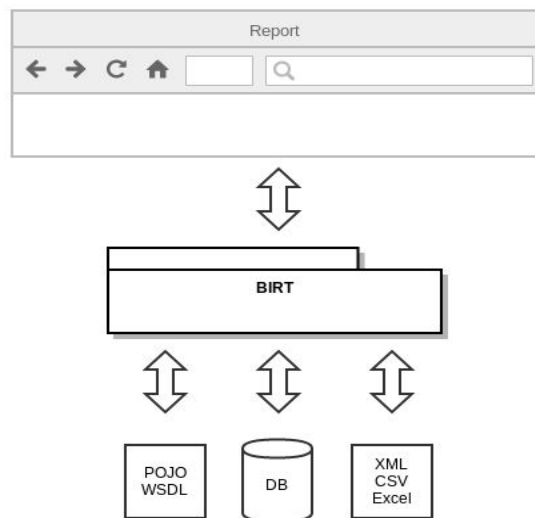 Report
BIRT
POJO
WSDL
DB
XML
CSV
Excel